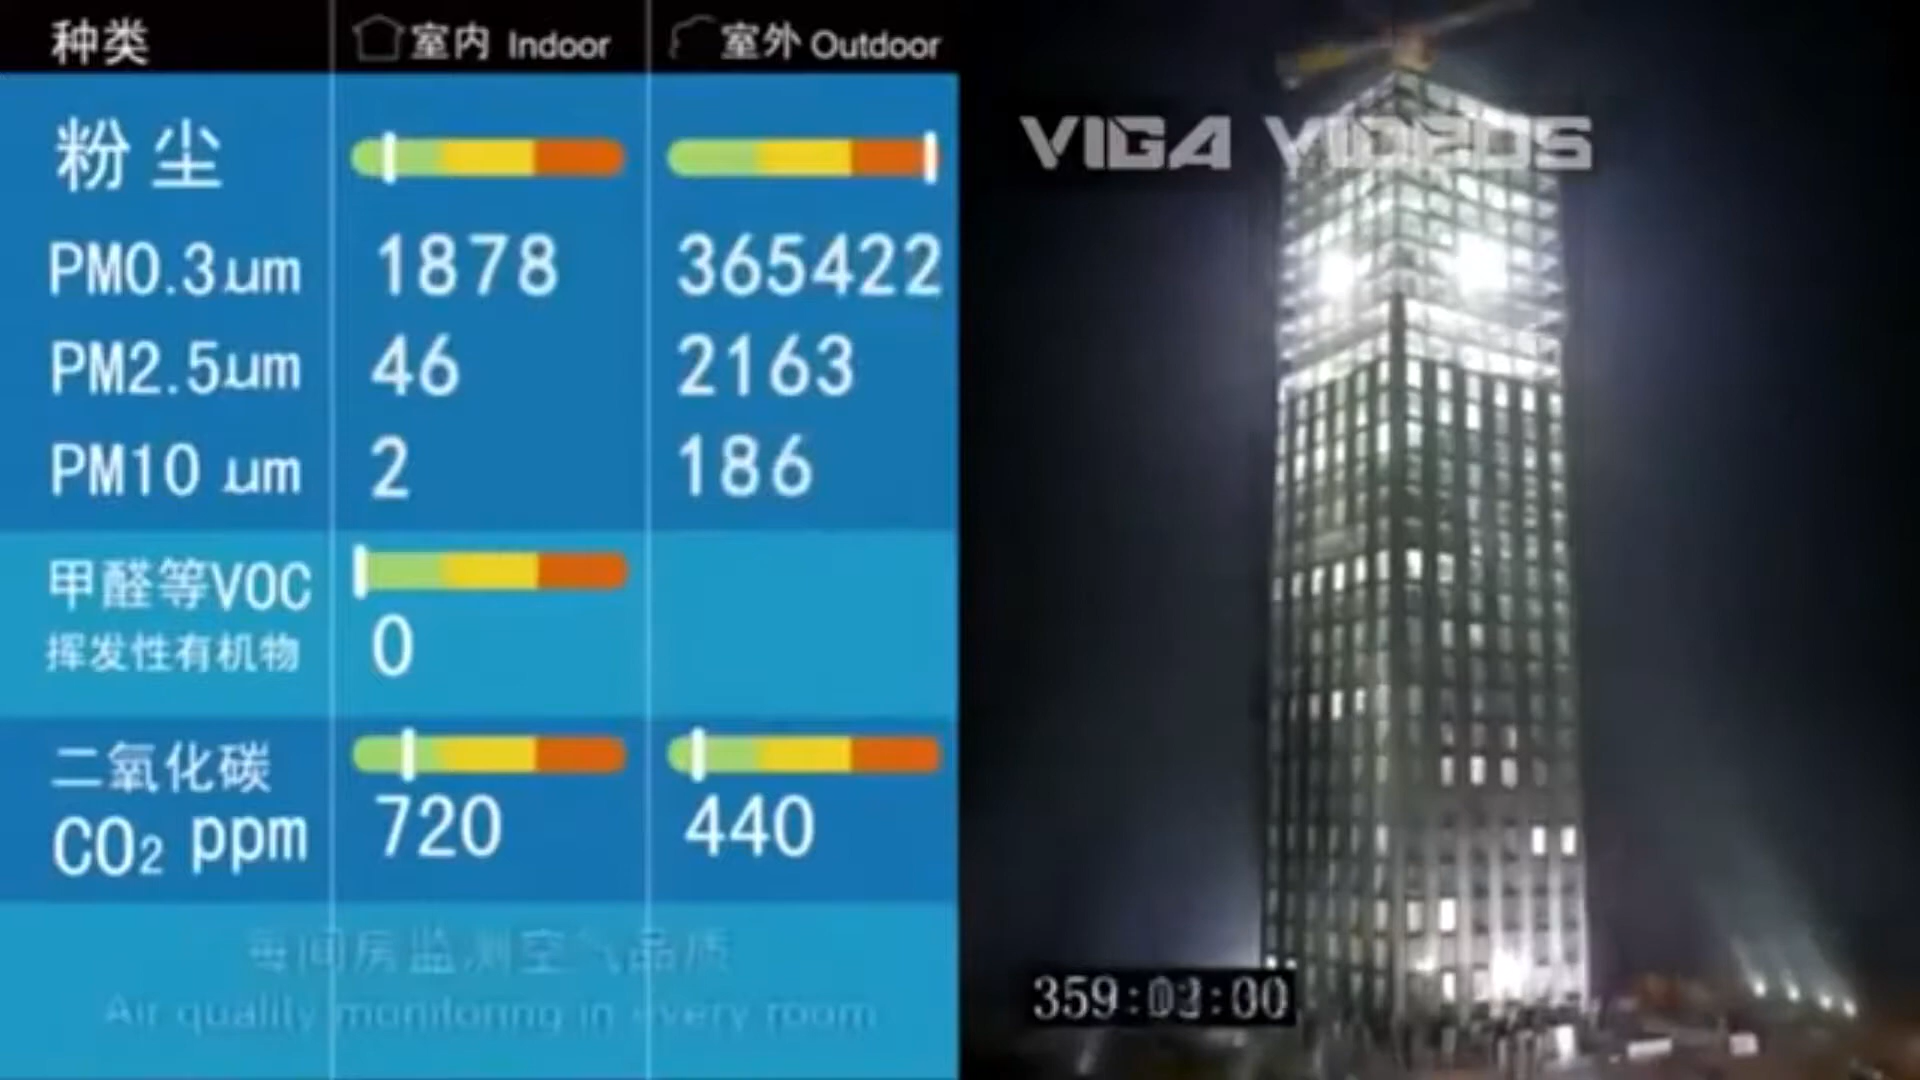 种类 室内 Indoor 室外 Outdoor
粉尘
PM0.3um 1878 365422
PM2.5um 46 2163
PM10 um 2 186
甲醛等VOC
挥发性有机物 0
二氧化碳
CO₂ ppm 720 440
每间房监测空气品质
Air quality monitoring in every room
VIGA VIDEOS
359:02:00